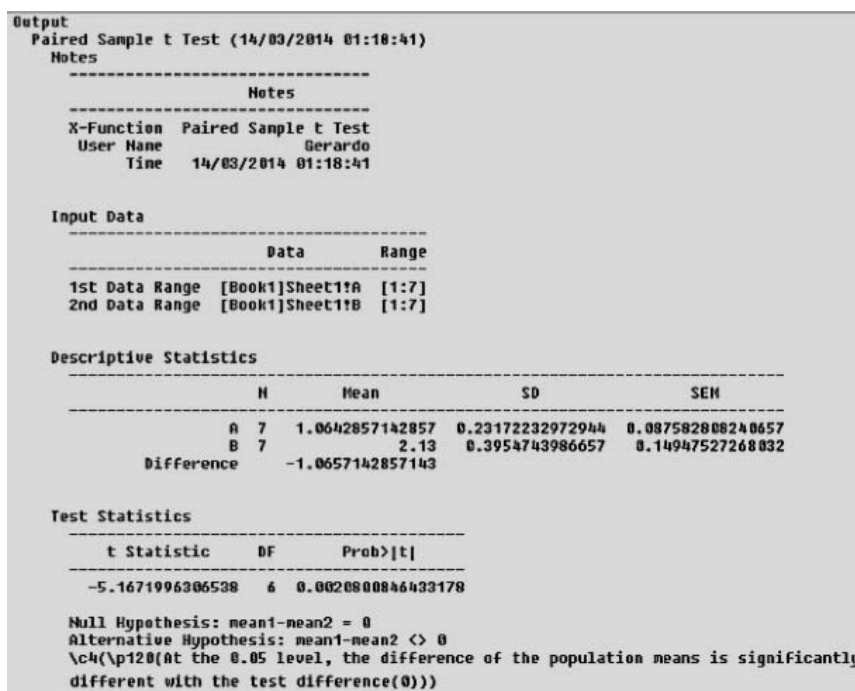 Output
Paired Sample t Test (14/03/2014 01:18:41)
Notes
Notes
X-Function Paired Sample t Test
User Name Gerardo
Time 14/03/2014 01:18:41
Input Data
Data Range
1st Data Range [Book1]Sheet1!A [1:7]
2nd Data Range [Book1]Sheet1!B [1:7]
Descriptive Statistics
N Mean SD SEM
A 7 1.0642857142857 0.23172232972944 0.087582808240657
B 7 2.13 0.3954743986657 0.14947527268032
Difference -1.0657142857143
Test Statistics
t Statistic DF Prob>|t|
-5.1671996306538 6 0.0020800846433178
Null Hypothesis: mean1-mean2 = 0
Alternative Hypothesis: mean1-mean2 <> 0
\c4(\p120(At the 0.05 level, the difference of the population means is significantly
different with the test difference(0)))